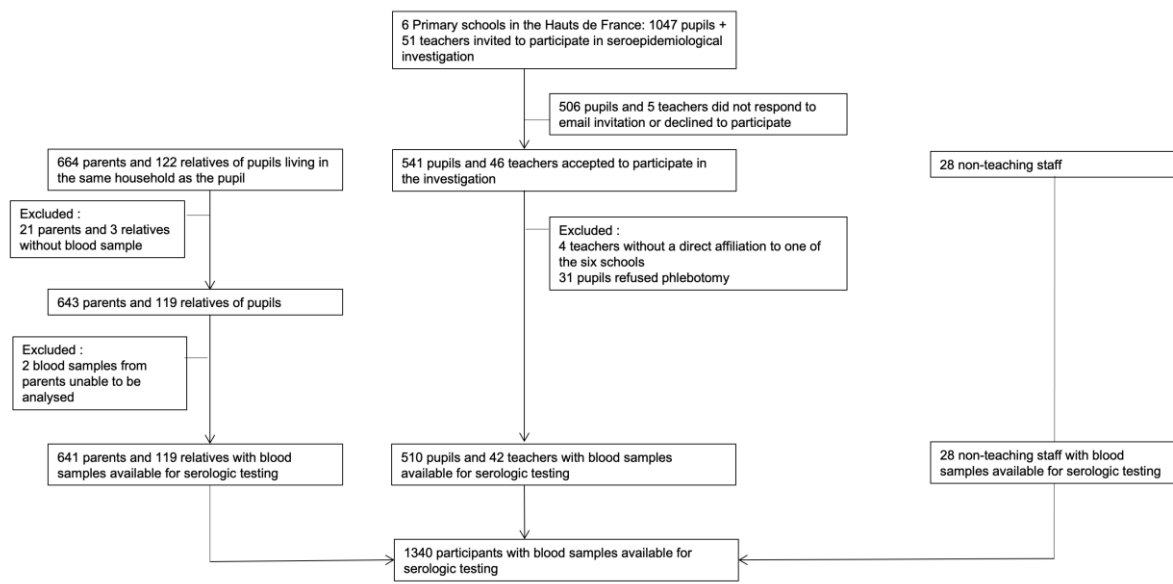 6 Primary schools in the Hauts de France: 1047 pupils +
51 teachers invited to participate in seroepidemiological
investigation
506 pupils and 5 teachers did not respond to
email invitation or declined to participate
664 parents and 122 relatives of pupils living in
the same household as the pupil
541 pupils and 46 teachers accepted to participate in
the investigation
28 non-teaching staff
Excluded :
21 parents and 3 relatives
without blood sample
Excluded :
4 teachers without a direct affiliation to one of
the six schools
31 pupils refused phlebotomy
643 parents and 119 relatives of pupils
Excluded :
2 blood samples from
parents unable to be
analysed
641 parents and 119 relatives with blood
samples available for serologic testing
510 pupils and 42 teachers with blood samples
available for serologic testing
28 non-teaching staff with blood
samples available for serologic testing
1340 participants with blood samples available for
serologic testing